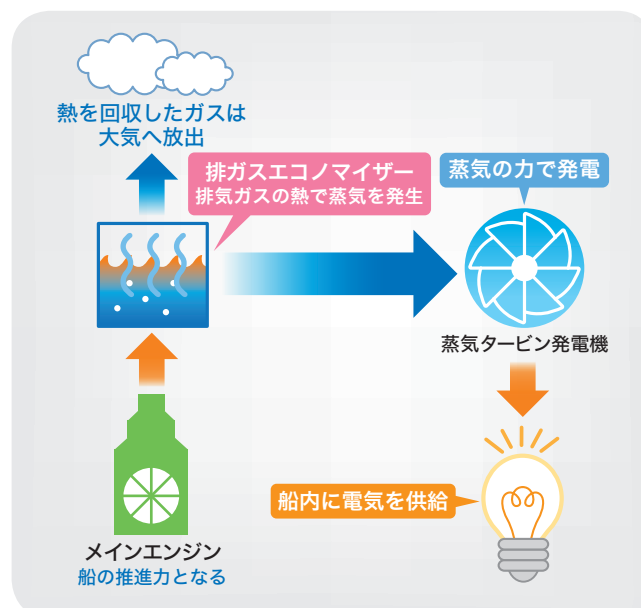 熱を回収したガスは
大気へ放出
排ガスエコノマイザー
排気ガスの熱で蒸気を発生
蒸気の力で発電
蒸気タービン発電機
船内に電気を供給
メインエンジン
船の推進力となる